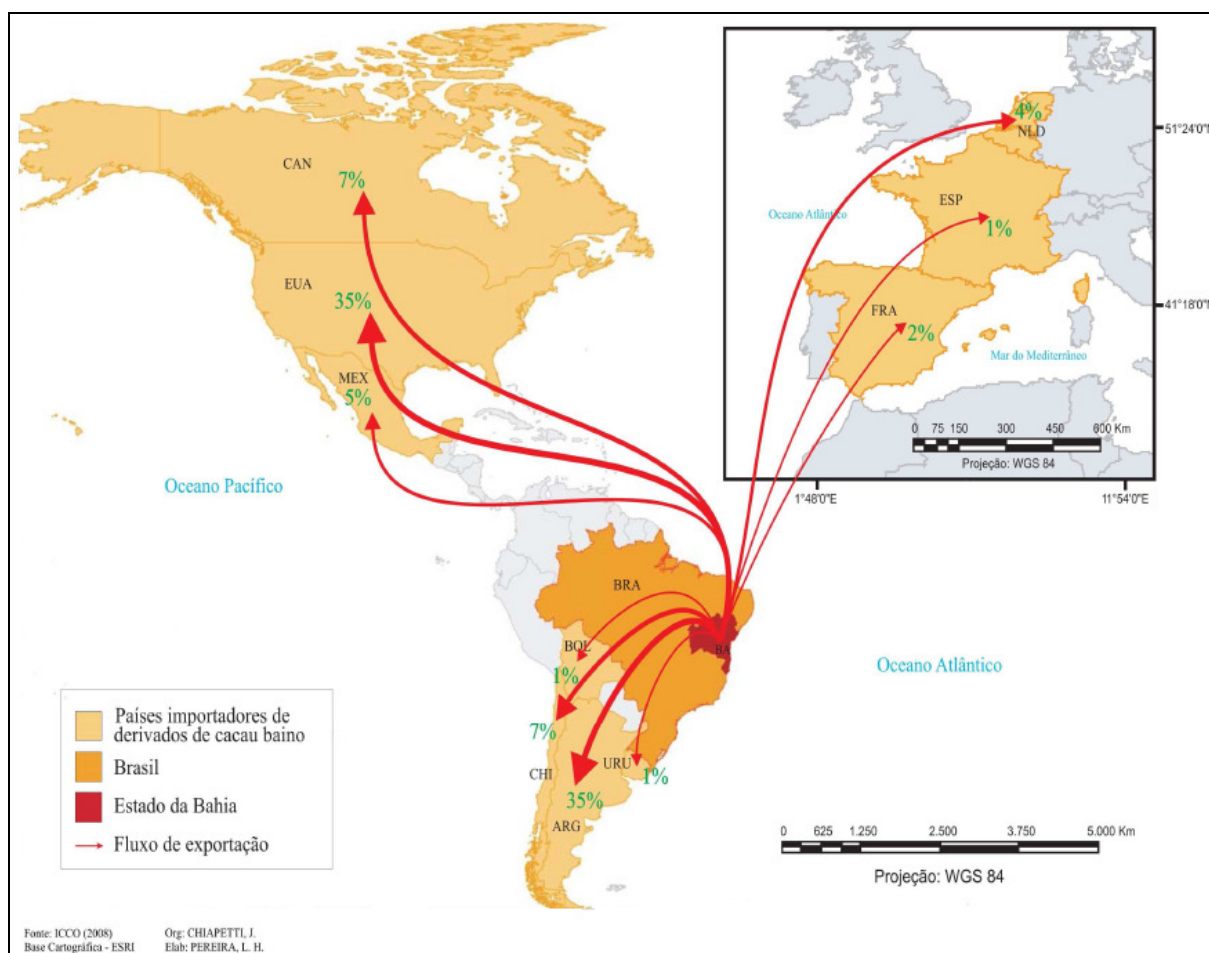 CAN
7%
EUA
35%
MEX
5%
Oceano Pacífico
BRA
BOL
1%
BA
7%
CHI
35%
ARG
URU
1%
Oceano Atlântico
4%
NLD
51°24'0"N
Oceano Atlântico
ESP
1%
41°18'0"N
FRA
2%
Mar do Mediterrâneo
0 75 150 300 450 600 Km
Projeção: WGS 84
1°48'0"E
11°54'0"E
Países importadores de
derivados de cacau baino
Brasil
Estado da Bahia
Fluxo de exportação
0 625 1.250 2.500 3.750 5.000 Km
Projeção: WGS 84
Fonte: ICCO (2008)
Base Cartográfica - ESRI
Org: CHIAPETTI, J.
Elab: PEREIRA, L. H.